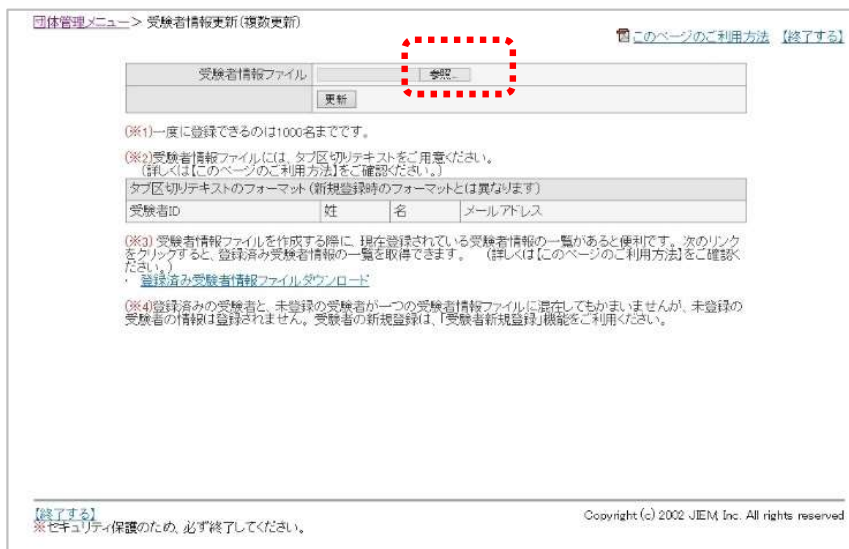 団体管理メニュー> 受験者情報更新(複数更新)
このページのご利用方法 【終了する】
受験者情報ファイル 参照...
更新
(※1)一度に登録できるのは1000名までです。
(※2)受験者情報ファイルには、タブ区切りテキストをご用意ください。
(詳しくは【このページのご利用方法】をご確認ください。)
タブ区切りテキストのフォーマット(新規登録時のフォーマットとは異なります)
受験者ID 姓 名 メールアドレス
(※3) 受験者情報ファイルを作成する際に、現在登録されている受験者情報の一覧があると便利です。次のリンク
をクリックすると、登録済み受験者情報の一覧を取得できます。 (詳しくは【このページのご利用方法】をご確認く
ださい。)
・ 登録済み受験者情報ファイルダウンロード
(※4)登録済みの受験者と、未登録の受験者が一つの受験者情報ファイルに混在してもかまいませんが、未登録の
受験者の情報は登録されません。受験者の新規登録は、「受験者新規登録」機能をご利用ください。
【終了する】
※セキュリティ保護のため、必ず終了してください。
Copyright (c) 2002 JIEM, Inc. All rights reserved